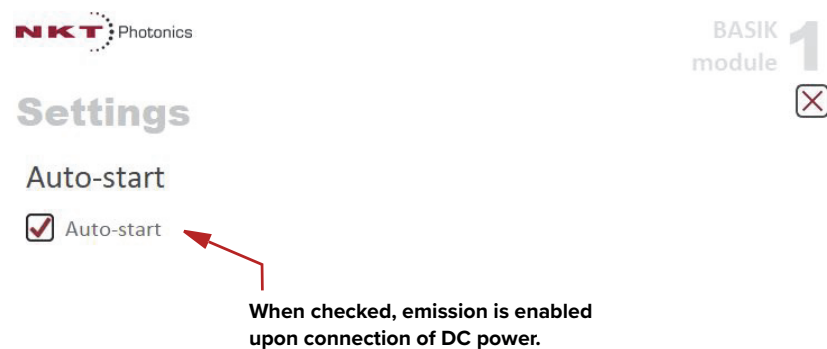 NKT Photonics
BASIK
module 1
Settings
Auto-start
Auto-start
When checked, emission is enabled
upon connection of DC power.